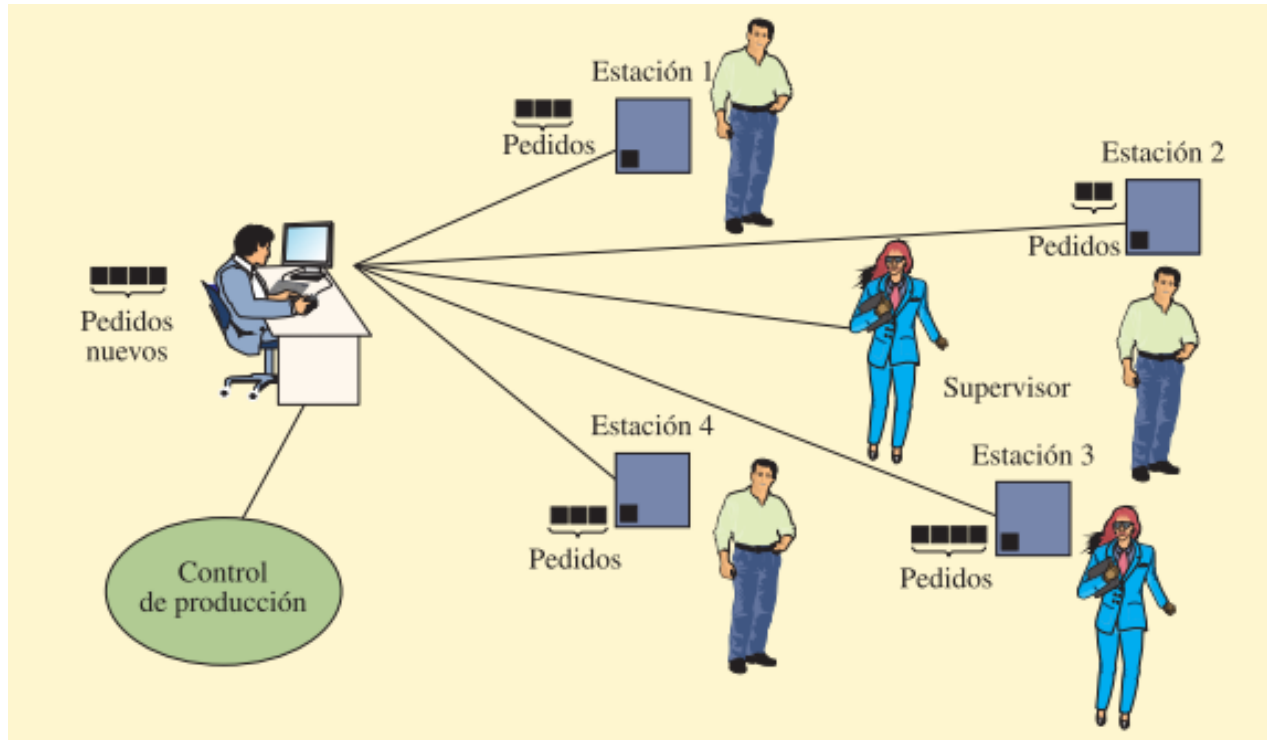 Estación 1
Pedidos
Estación 2
Pedidos
Pedidos
nuevos
Supervisor
Estación 4
Estación 3
Pedidos
Pedidos
Control
de producción